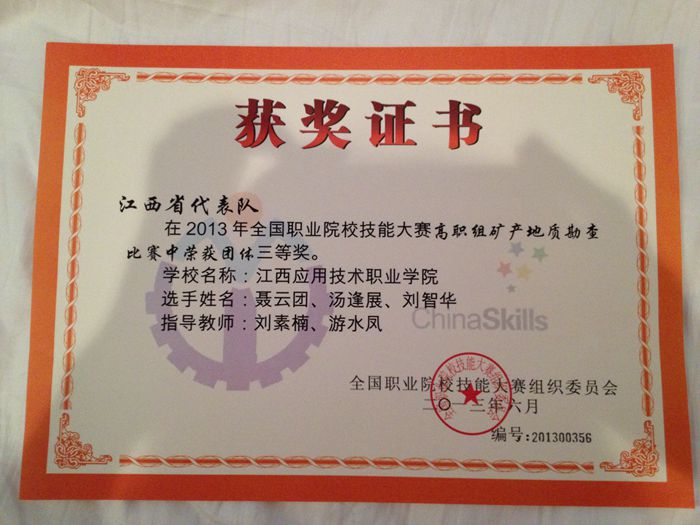 获奖证书
江西省代表队
在2013年全国职业院校技能大赛高职组矿产地质勘查
比赛中荣获团体三等奖。
学校名称：江西应用技术职业学院
选手姓名：聂云团、汤逢展、刘智华
指导教师：刘素楠、游水凤
ChinaSkills
全国职业院校技能大赛组织委员会
二〇一三年六月
编号：201300356